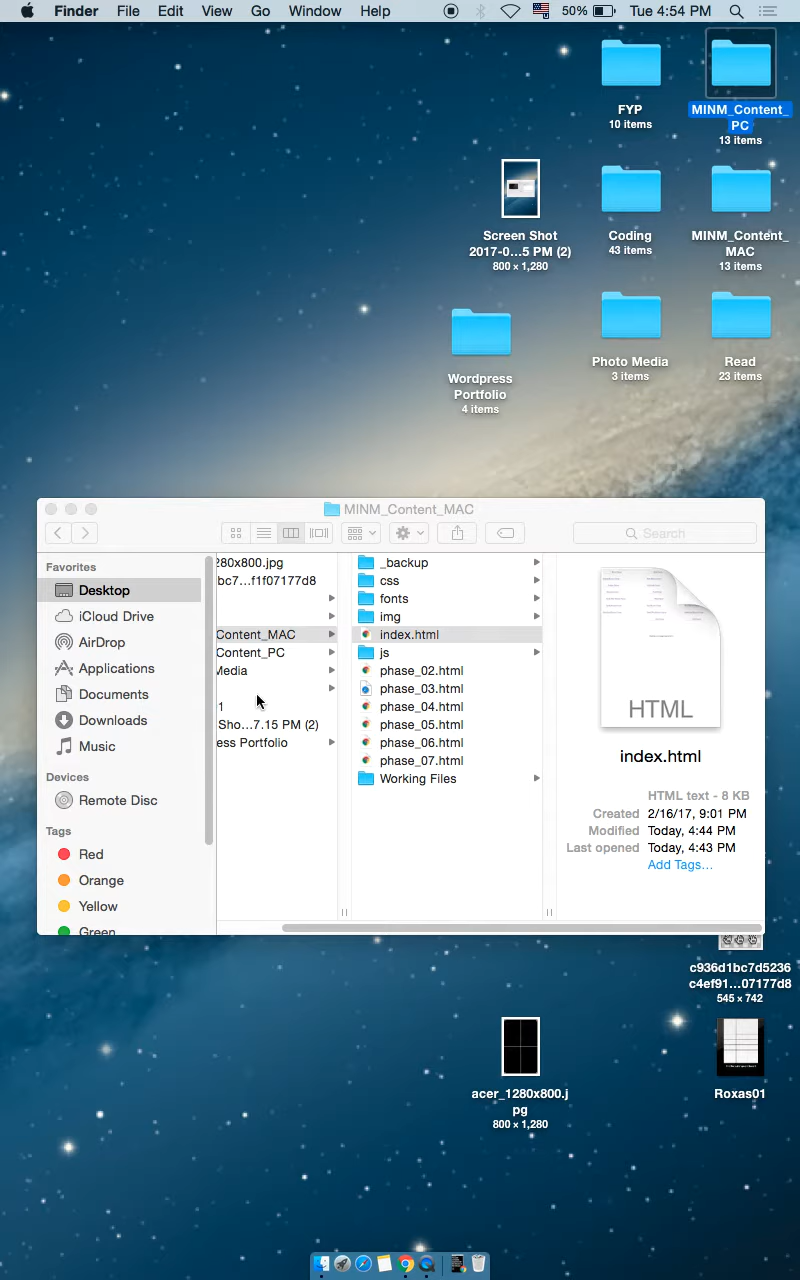 Finder File Edit View Go Window Help 50% Tue 4:54 PM
FYP
10 items
MINM_Content_
PC
13 items
Screen Shot
2017-0...5 PM (2)
800 × 1,280
Coding
43 items
MINM_Content_
MAC
13 items
Wordpress
Portfolio
4 items
Photo Media
3 items
Read
23 items
MINM_Content_MAC
Search
Favorites
Desktop
iCloud Drive
AirDrop
Applications
Documents
Downloads
Music
Devices
Remote Disc
Tags
Red
Orange
Yellow
Green
280x800.jpg
bc7...f1f07177d8
Content_MAC
Content_PC
Media
1
Sho...7.15 PM (2)
ess Portfolio
_backup
css
fonts
img
index.html
js
phase_02.html
phase_03.html
phase_04.html
phase_05.html
phase_06.html
phase_07.html
Working Files
HTML
index.html
HTML text - 8 KB
Created 2/16/17, 9:01 PM
Modified Today, 4:44 PM
Last opened Today, 4:43 PM
Add Tags...
c936d1bc7d5236
c4ef91...07177d8
545 × 742
acer_1280x800.j
pg
800 × 1,280
Roxas01